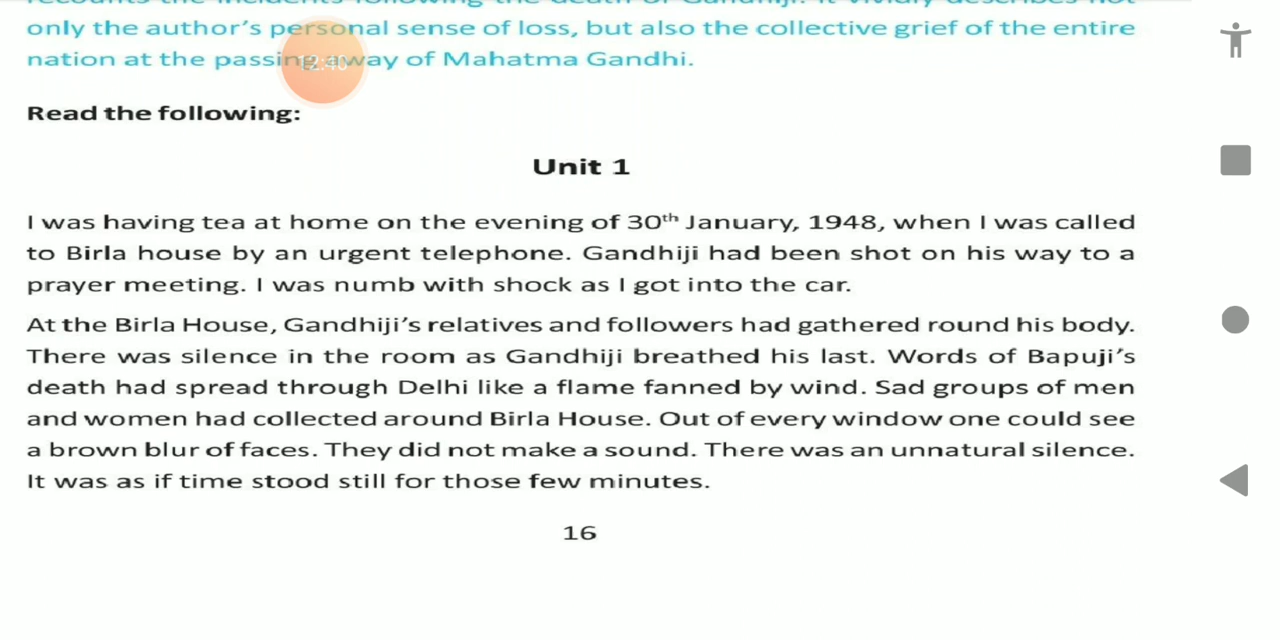 only the author's personal sense of loss, but also the collective grief of the entire
nation at the passing away of Mahatma Gandhi.
12:40
Read the following:
Unit 1
I was having tea at home on the evening of 30th January, 1948, when I was called
to Birla house by an urgent telephone. Gandhiji had been shot on his way to a
prayer meeting. I was numb with shock as I got into the car.
At the Birla House, Gandhiji's relatives and followers had gathered round his body.
There was silence in the room as Gandhiji breathed his last. Words of Bapuji's
death had spread through Delhi like a flame fanned by wind. Sad groups of men
and women had collected around Birla House. Out of every window one could see
a brown blur of faces. They did not make a sound. There was an unnatural silence.
It was as if time stood still for those few minutes.
16